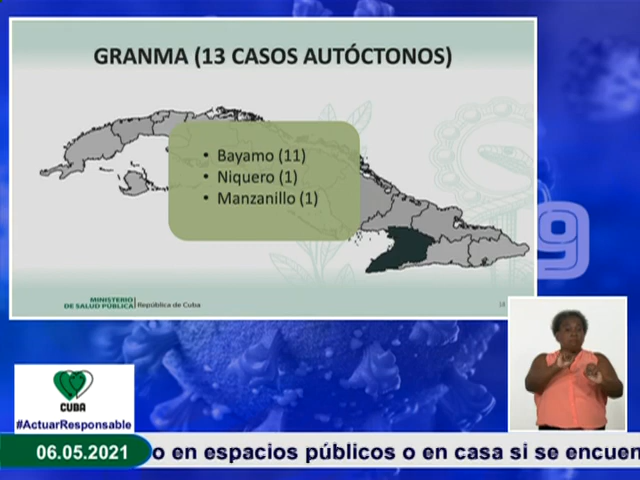 GRANMA (13 CASOS AUTÓCTONOS)
• Bayamo (11)
• Niquero (1)
• Manzanillo (1)
MINISTERIO
DE SALUD PÚBLICA
República de Cuba
9
CUBA
#ActuarResponsable
06.05.2021
o en espacios públicos o en casa si se encuen